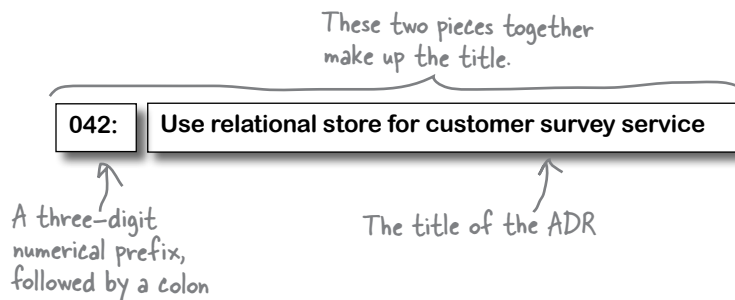 These two pieces together
make up the title.
042: Use relational store for customer survey service
A three-digit
numerical prefix,
followed by a colon
The title of the ADR